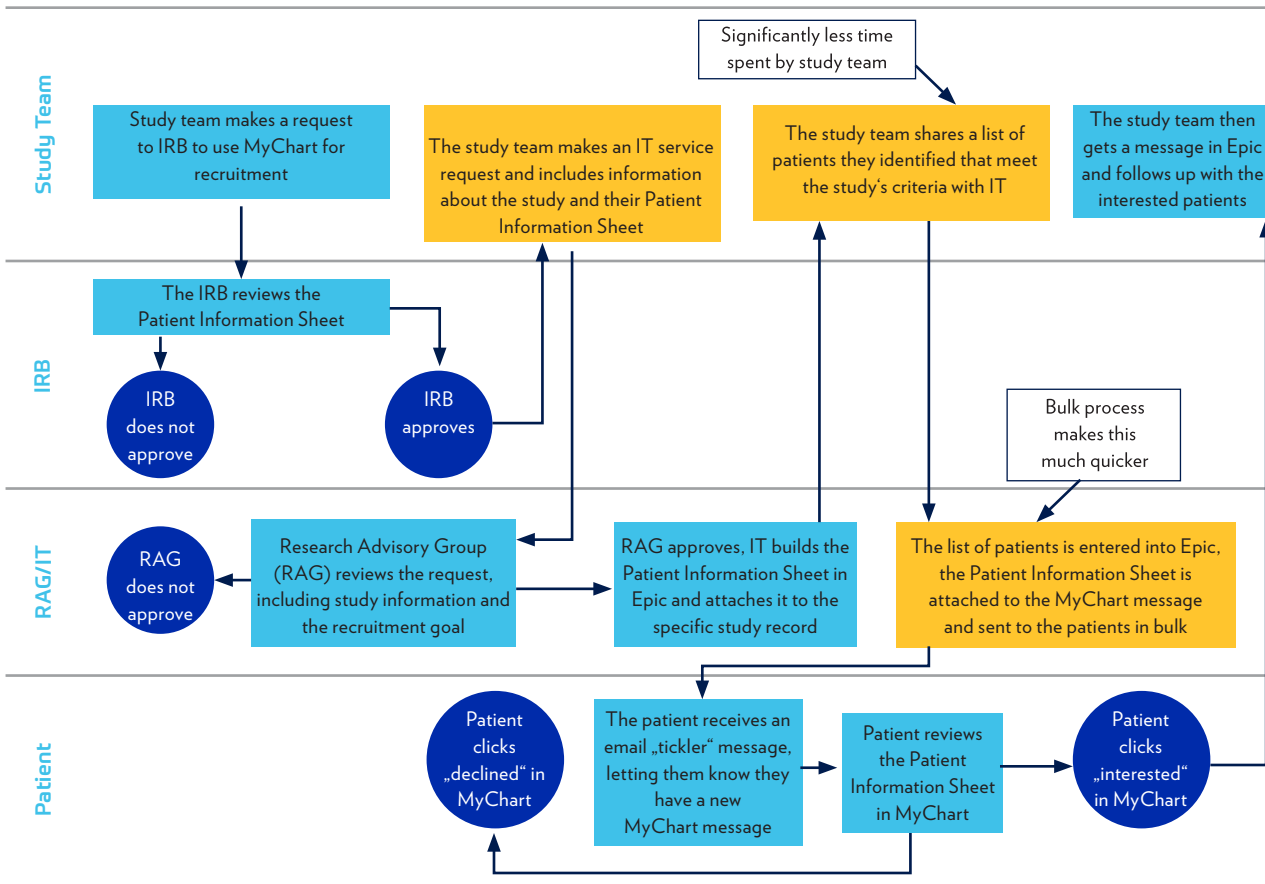 Study Team
Significantly less time
spent by study team
Study team makes a request
to IRB to use MyChart for
recruitment
The study team makes an IT service
request and includes information
about the study and their Patient
Information Sheet
The study team shares a list of
patients they identified that meet
the study‘s criteria with IT
The study team then
gets a message in Epic
and follows up with the
interested patients
IRB
The IRB reviews the
Patient Information Sheet
IRB
does not
approve
IRB
approves
Bulk process
makes this
much quicker
RAG/IT
RAG
does not
approve
Research Advisory Group
(RAG) reviews the request,
including study information and
the recruitment goal
RAG approves, IT builds the
Patient Information Sheet in
Epic and attaches it to the
specific study record
The list of patients is entered into Epic,
the Patient Information Sheet is
attached to the MyChart message
and sent to the patients in bulk
Patient
Patient
clicks
„declined“ in
MyChart
The patient receives an
email „tickler“ message,
letting them know they
have a new
MyChart message
Patient reviews
the Patient
Information Sheet
in MyChart
Patient
clicks
„interested“
in MyChart